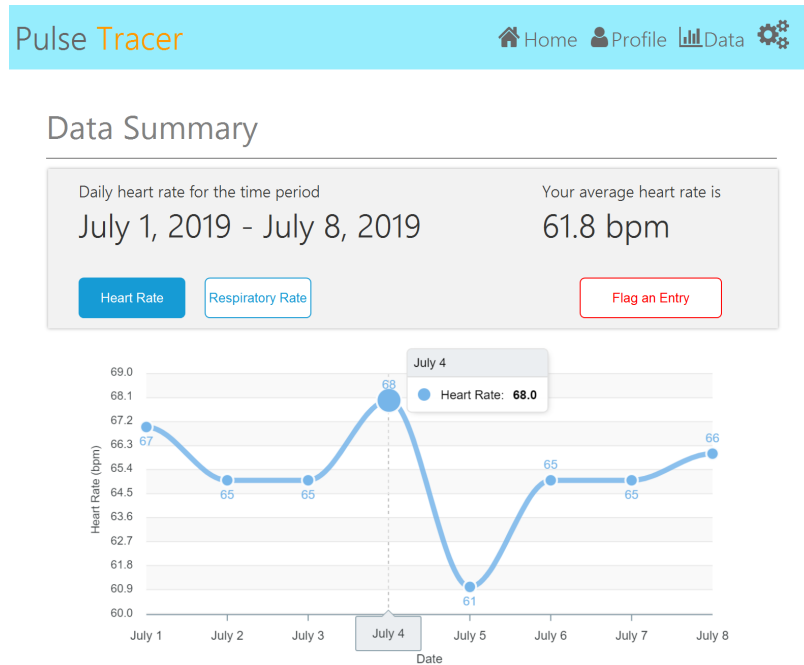 Pulse Tracer
Home Profile Data
Data Summary
Daily heart rate for the time period
July 1, 2019 - July 8, 2019
Your average heart rate is
61.8 bpm
Heart Rate
Respiratory Rate
Flag an Entry
July 4
Heart Rate: 68.0
69.0
68.1
67.2
66.3
65.4
64.5
63.6
62.7
61.8
60.9
60.0
Heart Rate (bpm)
67
65
65
68
61
65
65
66
July 1
July 2
July 3
July 4
July 5
July 6
July 7
July 8
Date